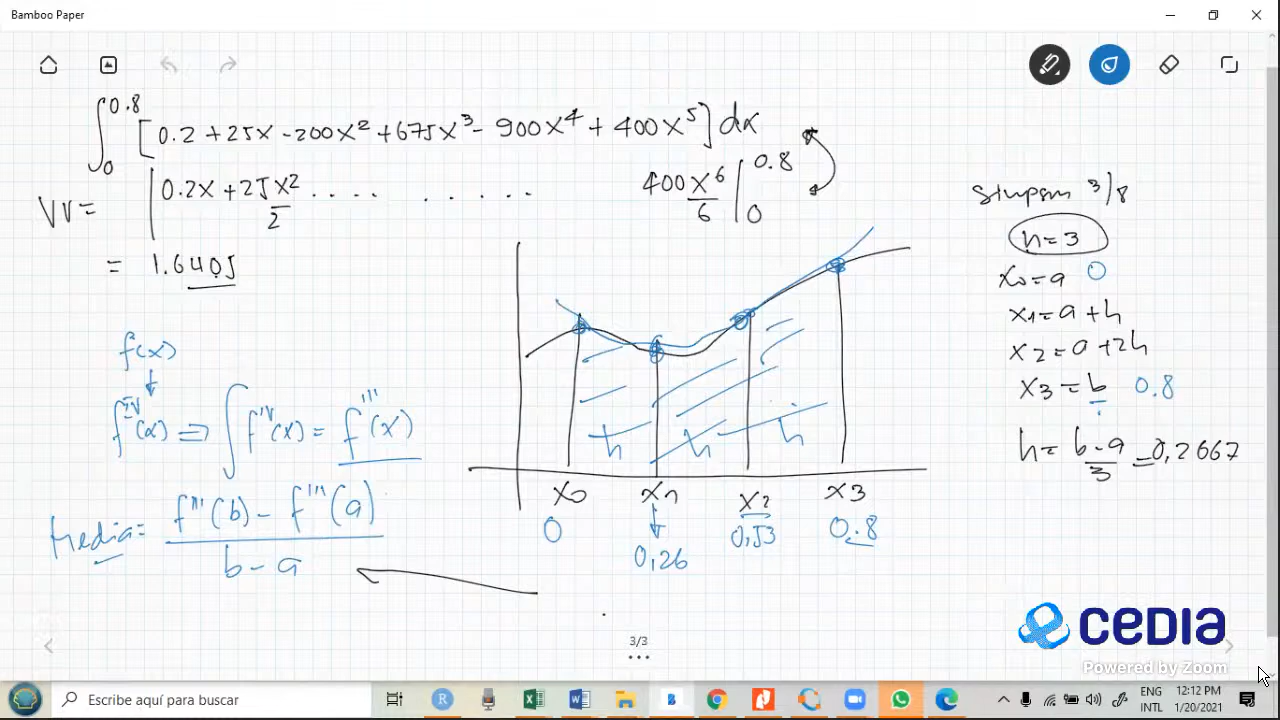 Bamboo Paper
∫₀^0.8 [0.2 + 25x - 200x² + 675x³ - 900x⁴ + 400x⁵] dx
VV = | 0.2x + 25x²/2 .... ...... 400x⁶/6 |₀^0.8
= 1.6405
Simpson 3/8
n = 3
x0 = a 0
x1 = a + h
x2 = a + 2h
x3 = b 0.8
h = b-a/3 = 0,2667
f(x)
↓
f^IV(x) ⇒ ∫ f^IV(x) = f'''(x)
Media = f'''(b) - f'''(a) / b - a
h h h
x0 x1 x2 x3
0 0,26 0,53 0.8
3/3
cedia
Powered by Zoom
Escribe aquí para buscar
ENG
INTL
12:12 PM
1/20/2021